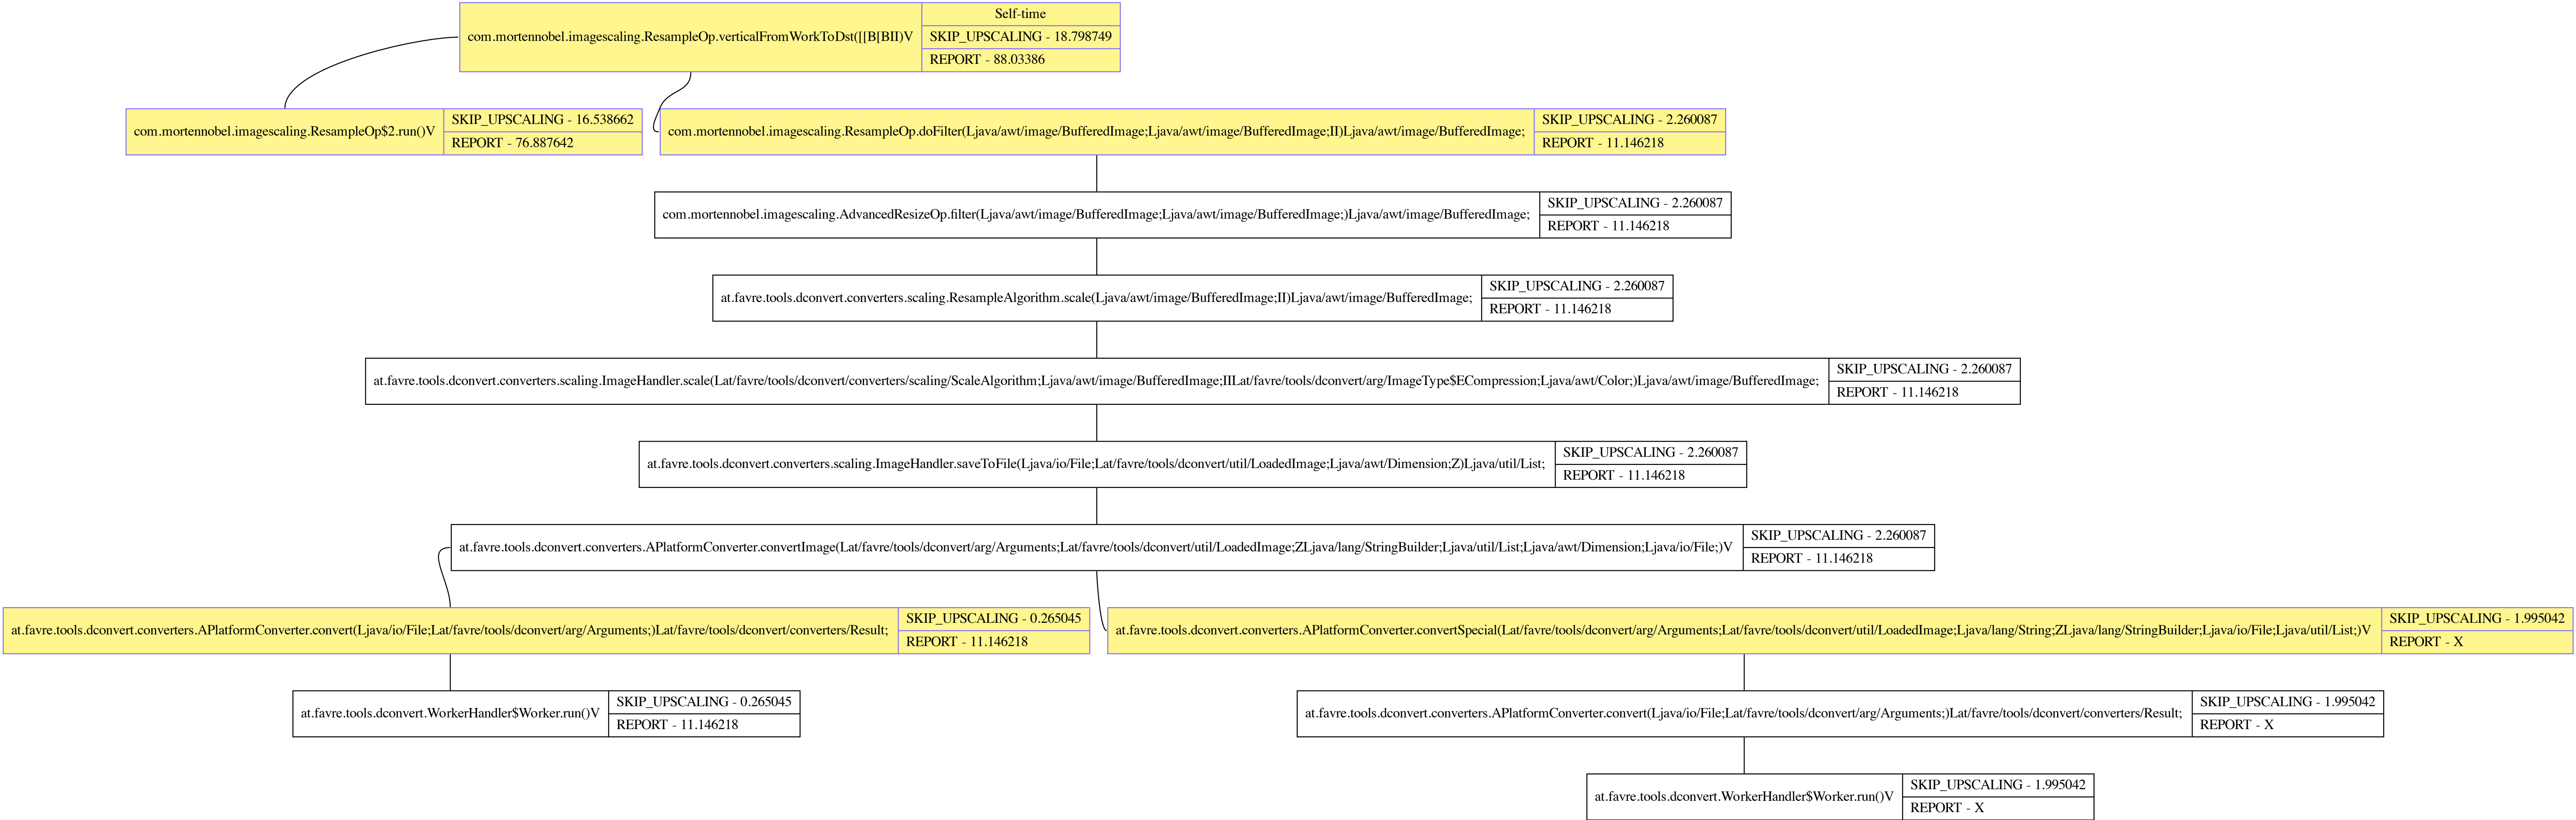 Self-time
com.mortennobel.imagescaling.ResampleOp.verticalFromWorkToDst([[B[BII)V
SKIP_UPSCALING - 18.798749
REPORT - 88.03386
com.mortennobel.imagescaling.ResampleOp$2.run()V
SKIP_UPSCALING - 16.538662
REPORT - 76.887642
com.mortennobel.imagescaling.ResampleOp.doFilter(Ljava/awt/image/BufferedImage;Ljava/awt/image/BufferedImage;II)Ljava/awt/image/BufferedImage;
SKIP_UPSCALING - 2.260087
REPORT - 11.146218
com.mortennobel.imagescaling.AdvancedResizeOp.filter(Ljava/awt/image/BufferedImage;Ljava/awt/image/BufferedImage;)Ljava/awt/image/BufferedImage;
SKIP_UPSCALING - 2.260087
REPORT - 11.146218
at.favre.tools.dconvert.converters.scaling.ResampleAlgorithm.scale(Ljava/awt/image/BufferedImage;II)Ljava/awt/image/BufferedImage;
SKIP_UPSCALING - 2.260087
REPORT - 11.146218
at.favre.tools.dconvert.converters.scaling.ImageHandler.scale(Lat/favre/tools/dconvert/converters/scaling/ScaleAlgorithm;Ljava/awt/image/BufferedImage;IILat/favre/tools/dconvert/arg/ImageType$ECompression;Ljava/awt/Color;)Ljava/awt/image/BufferedImage;
SKIP_UPSCALING - 2.260087
REPORT - 11.146218
at.favre.tools.dconvert.converters.scaling.ImageHandler.saveToFile(Ljava/io/File;Lat/favre/tools/dconvert/util/LoadedImage;Ljava/awt/Dimension;Z)Ljava/util/List;
SKIP_UPSCALING - 2.260087
REPORT - 11.146218
at.favre.tools.dconvert.converters.APlatformConverter.convertImage(Lat/favre/tools/dconvert/arg/Arguments;Lat/favre/tools/dconvert/util/LoadedImage;ZLjava/lang/StringBuilder;Ljava/util/List;Ljava/awt/Dimension;Ljava/io/File;)V
SKIP_UPSCALING - 2.260087
REPORT - 11.146218
at.favre.tools.dconvert.converters.APlatformConverter.convert(Ljava/io/File;Lat/favre/tools/dconvert/arg/Arguments;)Lat/favre/tools/dconvert/converters/Result;
SKIP_UPSCALING - 0.265045
REPORT - 11.146218
at.favre.tools.dconvert.converters.APlatformConverter.convertSpecial(Lat/favre/tools/dconvert/arg/Arguments;Lat/favre/tools/dconvert/util/LoadedImage;Ljava/lang/String;ZLjava/lang/StringBuilder;Ljava/io/File;Ljava/util/List;)V
SKIP_UPSCALING - 1.995042
REPORT - X
at.favre.tools.dconvert.WorkerHandler$Worker.run()V
SKIP_UPSCALING - 0.265045
REPORT - 11.146218
at.favre.tools.dconvert.converters.APlatformConverter.convert(Ljava/io/File;Lat/favre/tools/dconvert/arg/Arguments;)Lat/favre/tools/dconvert/converters/Result;
SKIP_UPSCALING - 1.995042
REPORT - X
at.favre.tools.dconvert.WorkerHandler$Worker.run()V
SKIP_UPSCALING - 1.995042
REPORT - X